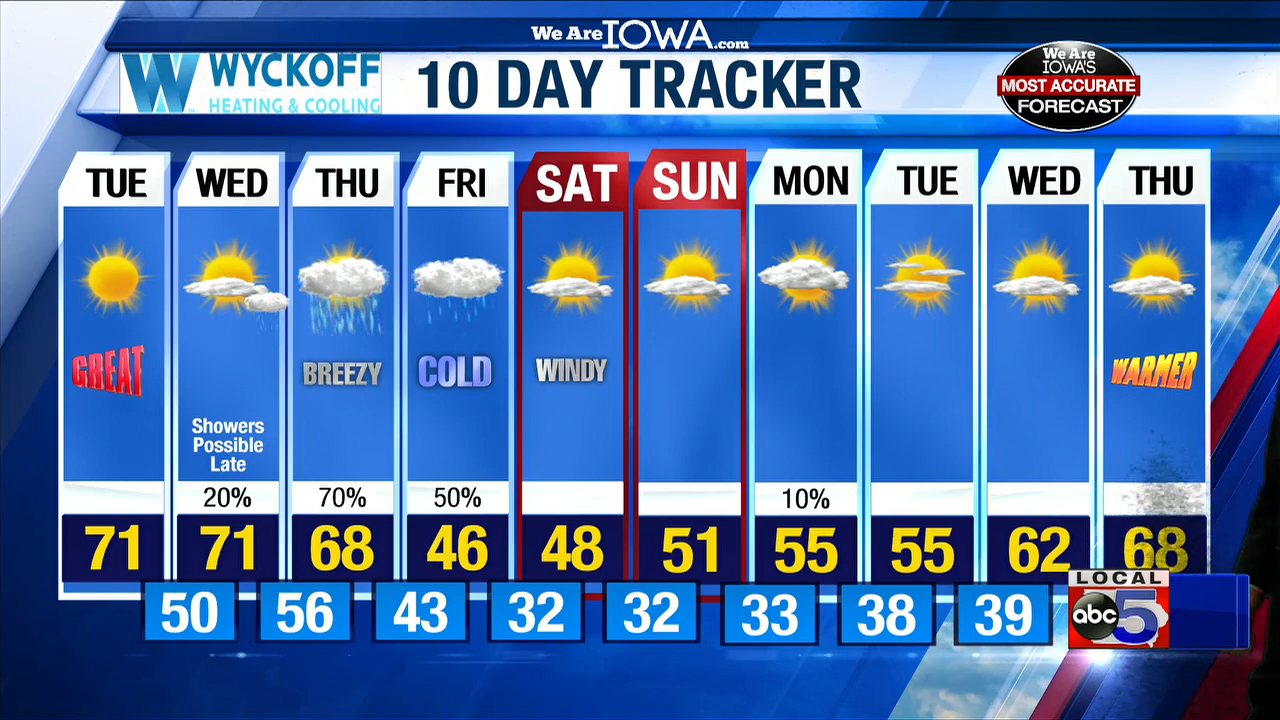 We Are IOWA.com
WYCKOFF
HEATING & COOLING
10 DAY TRACKER
We Are
IOWA'S
MOST ACCURATE
FORECAST
TUE WED THU FRI SAT SUN MON TUE WED THU
GREAT BREEZY COLD WINDY WARMER
Showers
Possible
Late
20% 70% 50% 10%
71 71 68 46 48 51 55 55 62 68
50 56 43 32 32 33 38 39
LOCAL
abc 5